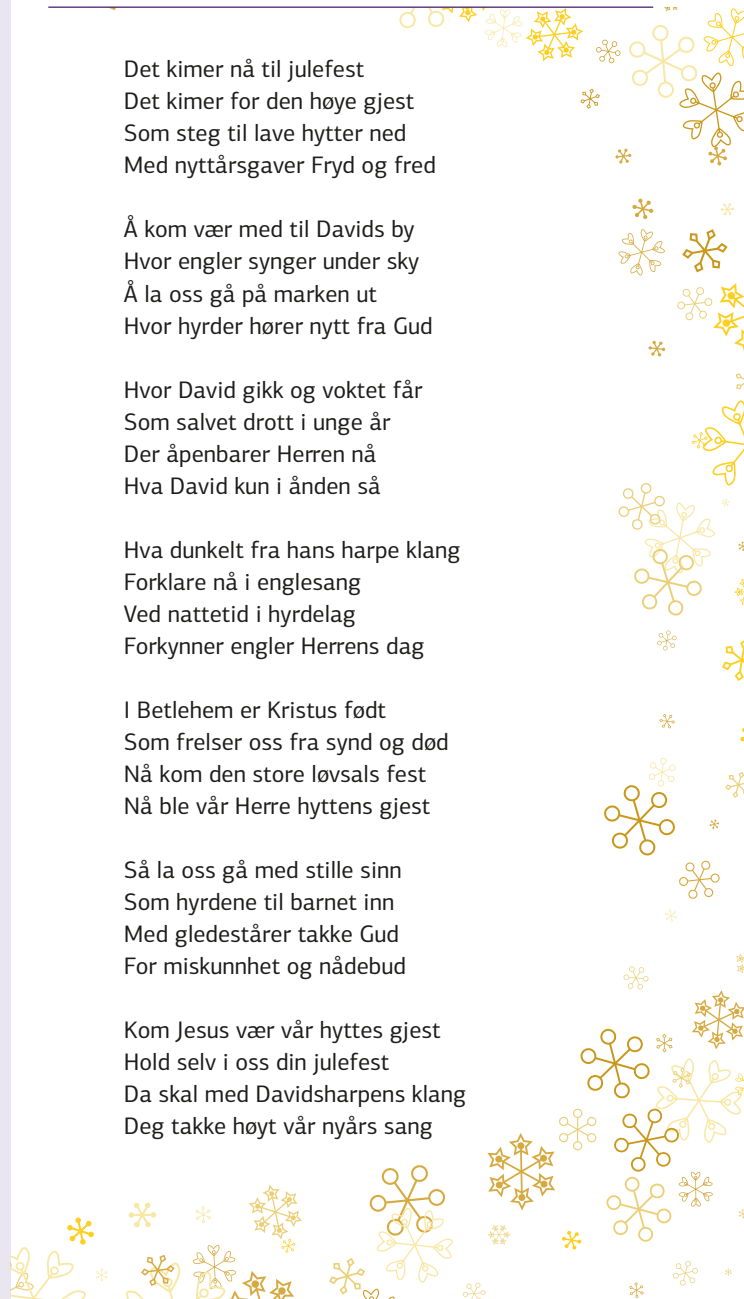 Det kimer nå til julefest
Det kimer for den høye gjest
Som steg til lave hytter ned
Med nyttårsgaver Fryd og fred

Å kom vær med til Davids by
Hvor engler synger under sky
Å la oss gå på marken ut
Hvor hyrder hører nytt fra Gud

Hvor David gikk og voktet får
Som salvet drott i unge år
Der åpenbarer Herren nå
Hva David kun i ånden så

Hva dunkelt fra hans harpe klang
Forklare nå i englesang
Ved nattetid i hyrdelag
Forkynner engler Herrens dag

I Betlehem er Kristus født
Som frelser oss fra synd og død
Nå kom den store løvsals fest
Nå ble vår Herre hyttens gjest

Så la oss gå med stille sinn
Som hyrdene til barnet inn
Med gledestårer takke Gud
For miskunnhet og nådebud

Kom Jesus vær vår hyttes gjest
Hold selv i oss din julefest
Da skal med Davidsharpens klang
Deg takke høyt vår nyårs sang